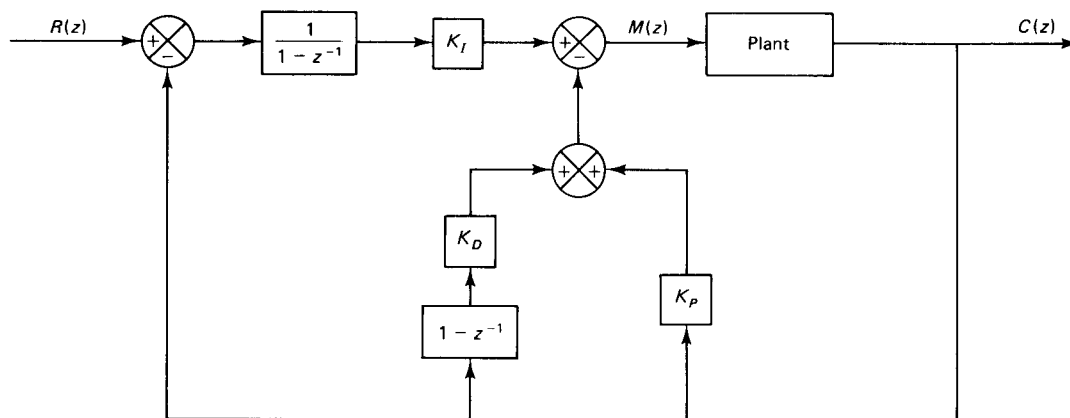 R(z)
+
−
1
1 − z⁻¹
K_I
+
−
M(z)
Plant
C(z)
+ +
K_D
K_P
1 − z⁻¹